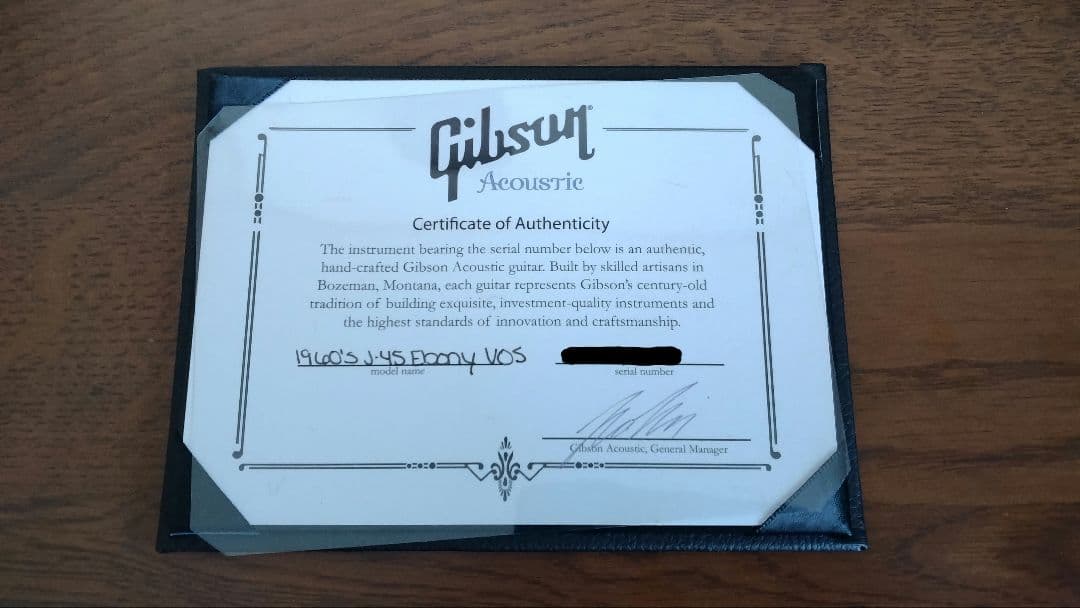 Gibson
Acoustic
Certificate of Authenticity
The instrument bearing the serial number below is an authentic,
hand-crafted Gibson Acoustic guitar. Built by skilled artisans in
Bozeman, Montana, each guitar represents Gibson's century-old
tradition of building exquisite, investment-quality instruments and
the highest standards of innovation and craftsmanship.
1960's J-45 Ebony VOS
model name
serial number
Gibson Acoustic, General Manager